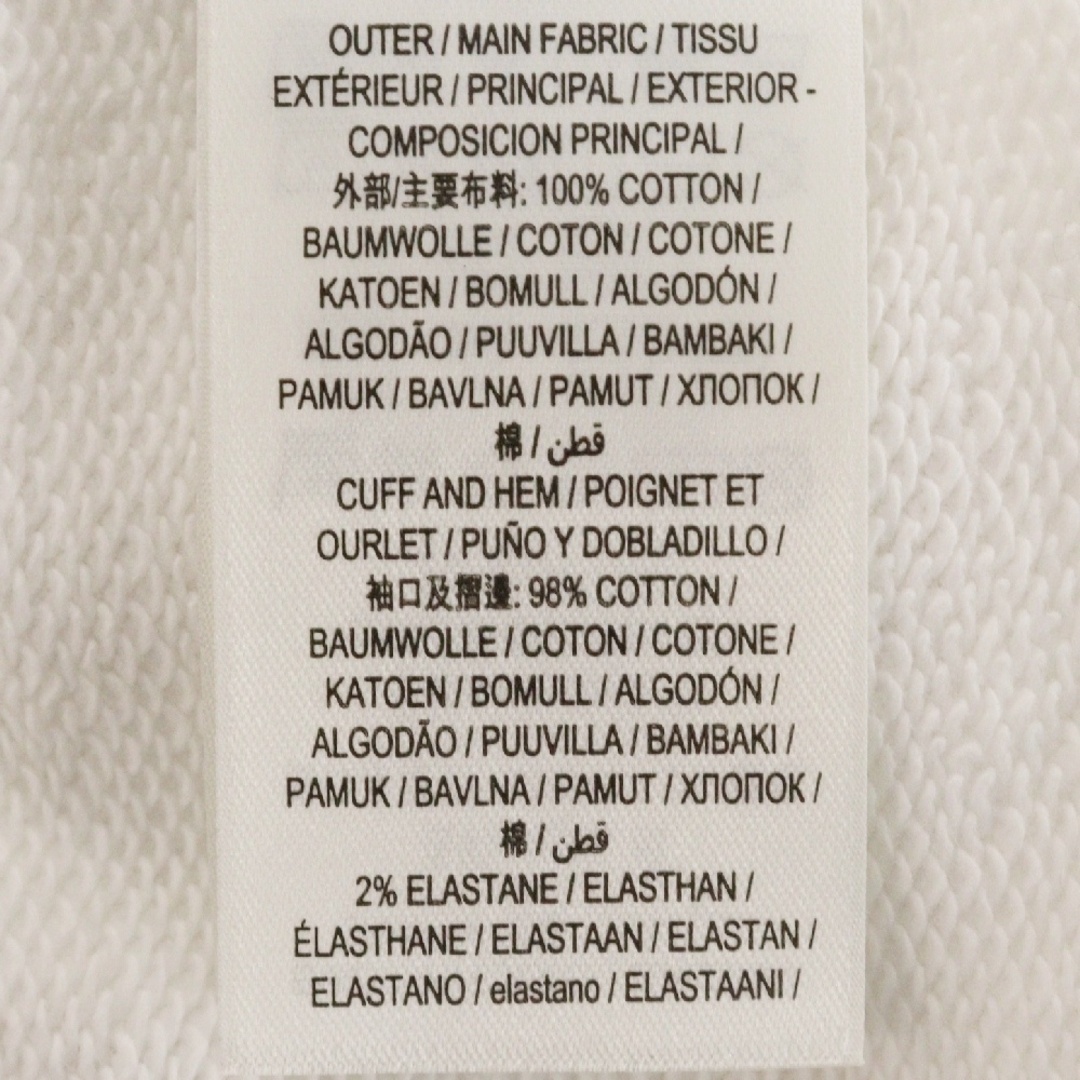 OUTER / MAIN FABRIC / TISSU
EXTÉRIEUR / PRINCIPAL / EXTERIOR -
COMPOSICION PRINCIPAL /
外部/主要布料: 100% COTTON /
BAUMWOLLE / COTON / COTONE /
KATOEN / BOMULL / ALGODÓN /
ALGODÃO / PUUVILLA / BAMBAKI /
PAMUK / BAVLNA / PAMUT / ХЛОПОК /
棉 / قطن
CUFF AND HEM / POIGNET ET
OURLET / PUÑO Y DOBLADILLO /
袖口及摺邊: 98% COTTON /
BAUMWOLLE / COTON / COTONE /
KATOEN / BOMULL / ALGODÓN /
ALGODÃO / PUUVILLA / BAMBAKI /
PAMUK / BAVLNA / PAMUT / ХЛОПОК /
棉 / قطن
2% ELASTANE / ELASTHAN /
ÉLASTHANE / ELASTAAN / ELASTAN /
ELASTANO / elastano / ELASTAANI /